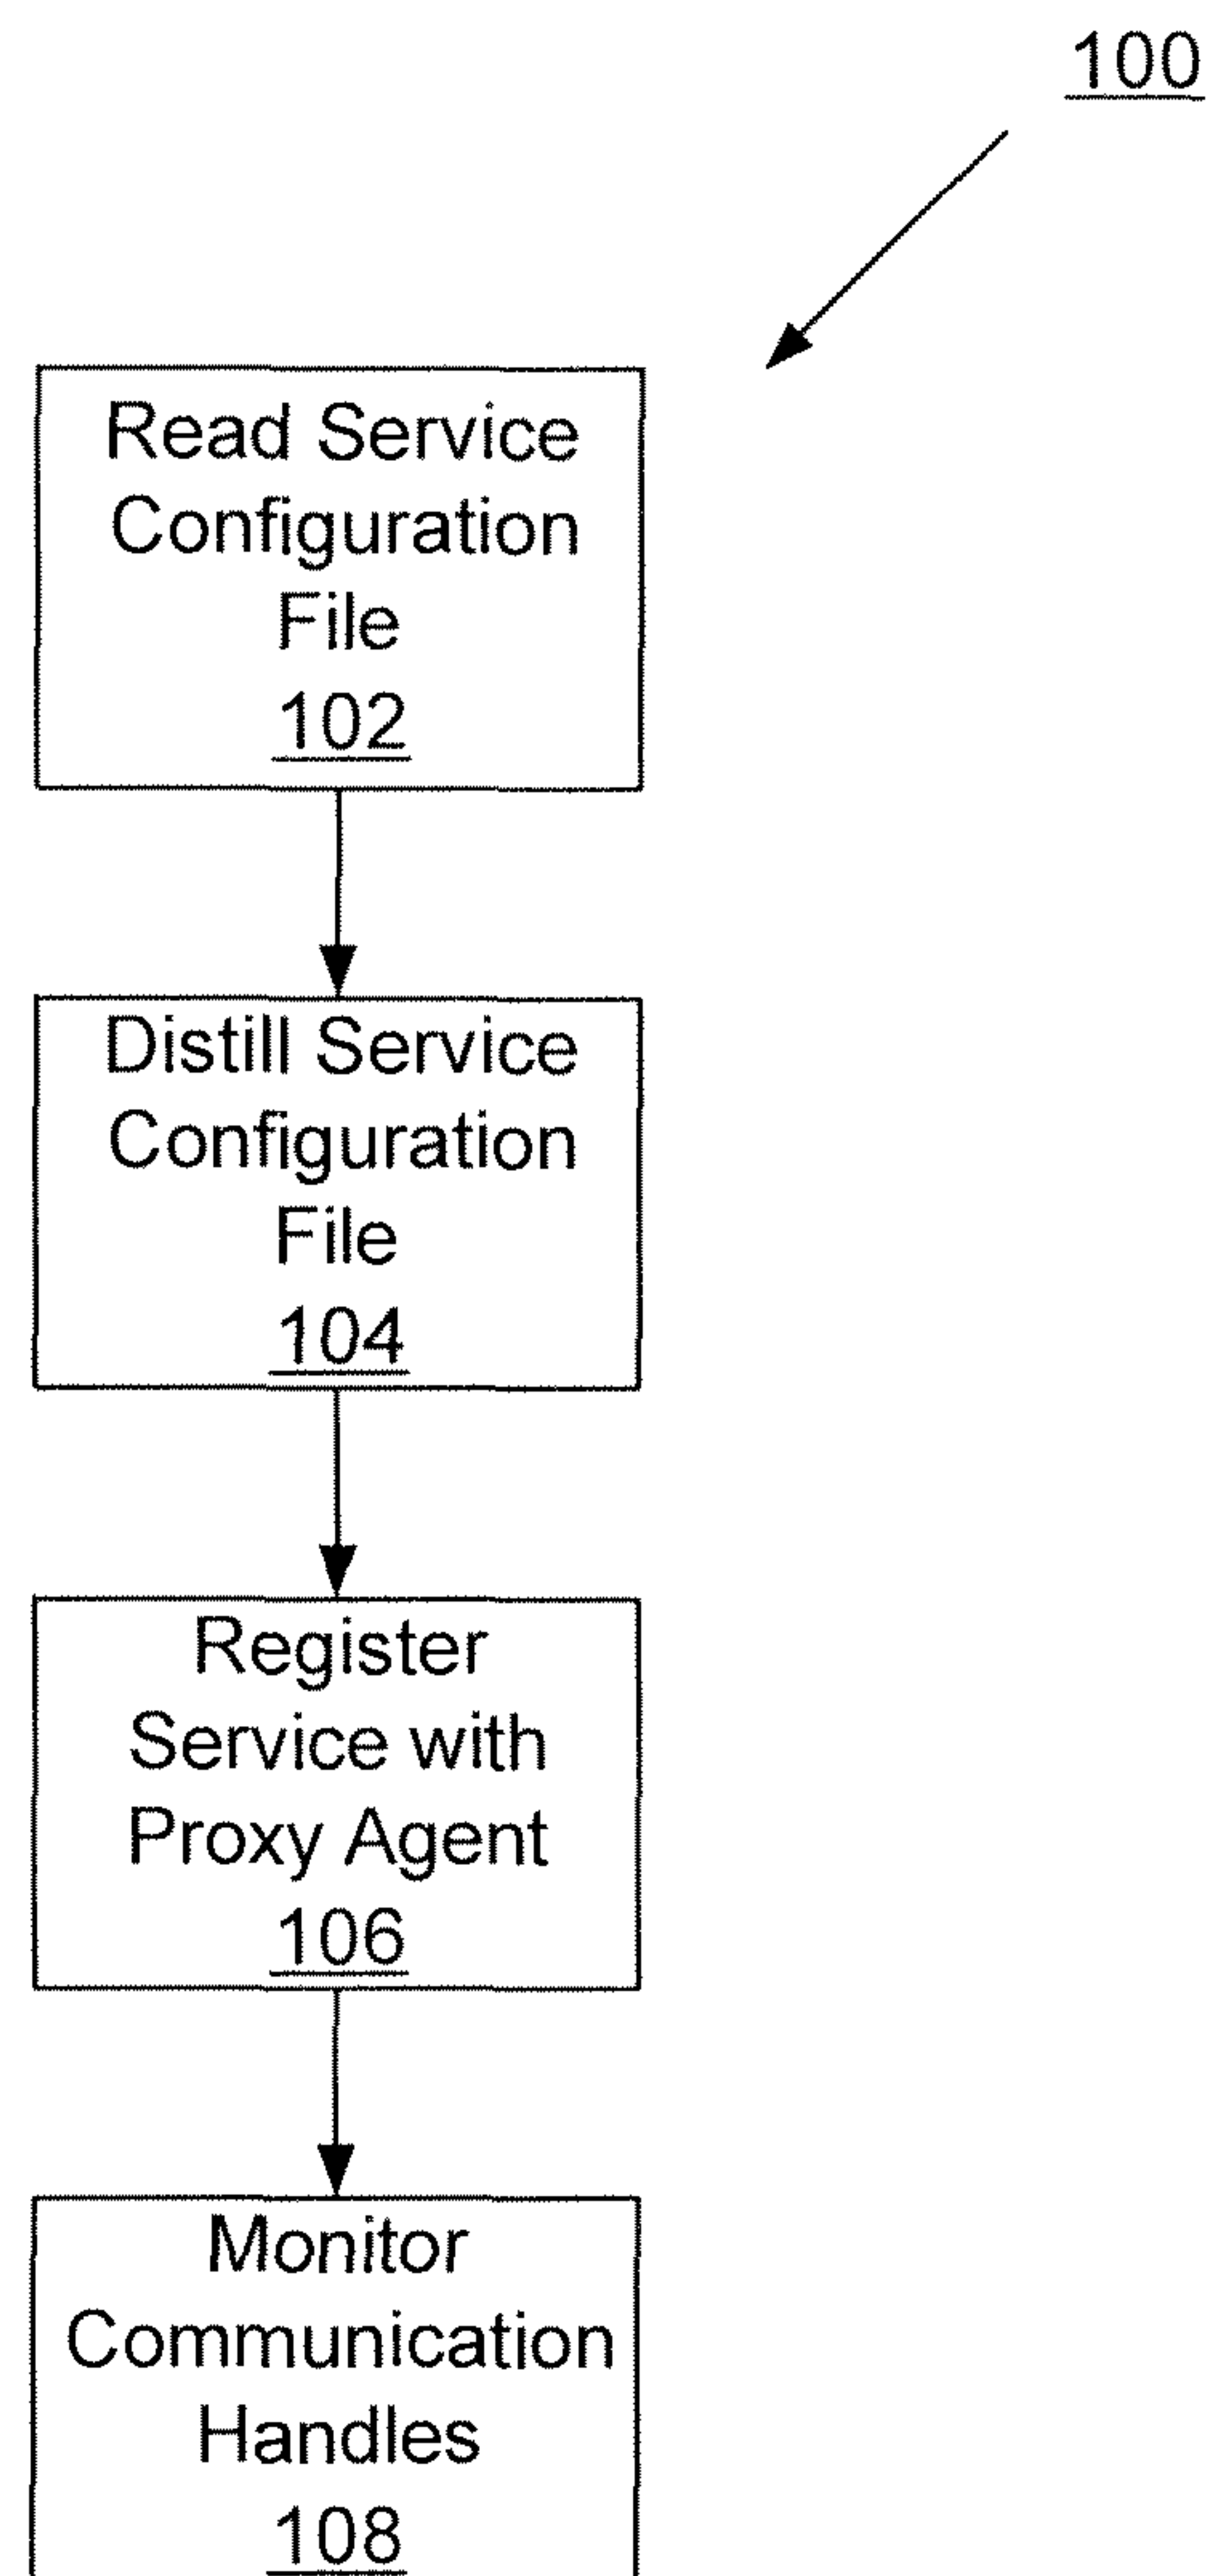 100
Read Service
Configuration
File
102
Distill Service
Configuration
File
104
Register
Service with
Proxy Agent
106
Monitor
Communication
Handles
108